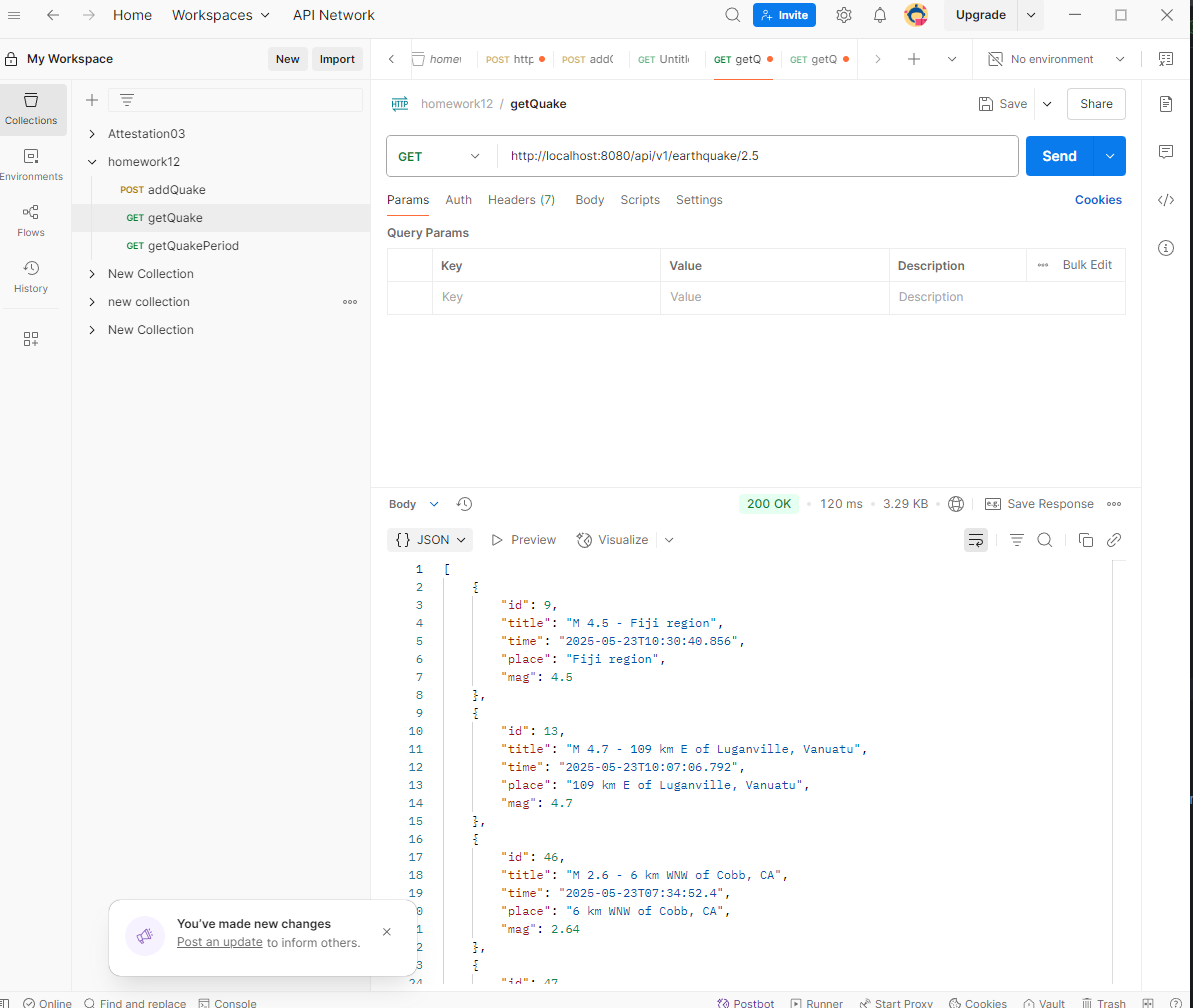 Home Workspaces API Network Invite Upgrade
My Workspace New Import
homew POST http addQ GET Untitl GET getQ GET getQ No environment
Collections
Environments
Flows
History
Attestation03
homework12
POST addQuake
GET getQuake
GET getQuakePeriod
New Collection
new collection
New Collection
HTTP homework12 / getQuake Save Share
GET http://localhost:8080/api/v1/earthquake/2.5 Send
Params Auth Headers (7) Body Scripts Settings Cookies
Query Params
Key Value Description Bulk Edit
Key Value Description
Body 200 OK 120 ms 3.29 KB e.g. Save Response
{} JSON Preview Visualize
1 [
2 {
3 "id": 9,
4 "title": "M 4.5 - Fiji region",
5 "time": "2025-05-23T10:30:40.856",
6 "place": "Fiji region",
7 "mag": 4.5
8 },
9 {
10 "id": 13,
11 "title": "M 4.7 - 109 km E of Luganville, Vanuatu",
12 "time": "2025-05-23T10:07:06.792",
13 "place": "109 km E of Luganville, Vanuatu",
14 "mag": 4.7
15 },
16 {
17 "id": 46,
18 "title": "M 2.6 - 6 km WNW of Cobb, CA",
19 "time": "2025-05-23T07:34:52.4",
0 "place": "6 km WNW of Cobb, CA",
1 "mag": 2.64
2 },
3 {
24 "id": 47,
You've made new changes
Post an update to inform others.
Online Find and replace Console Postbot Runner Start Proxy Cookies Vault Trash